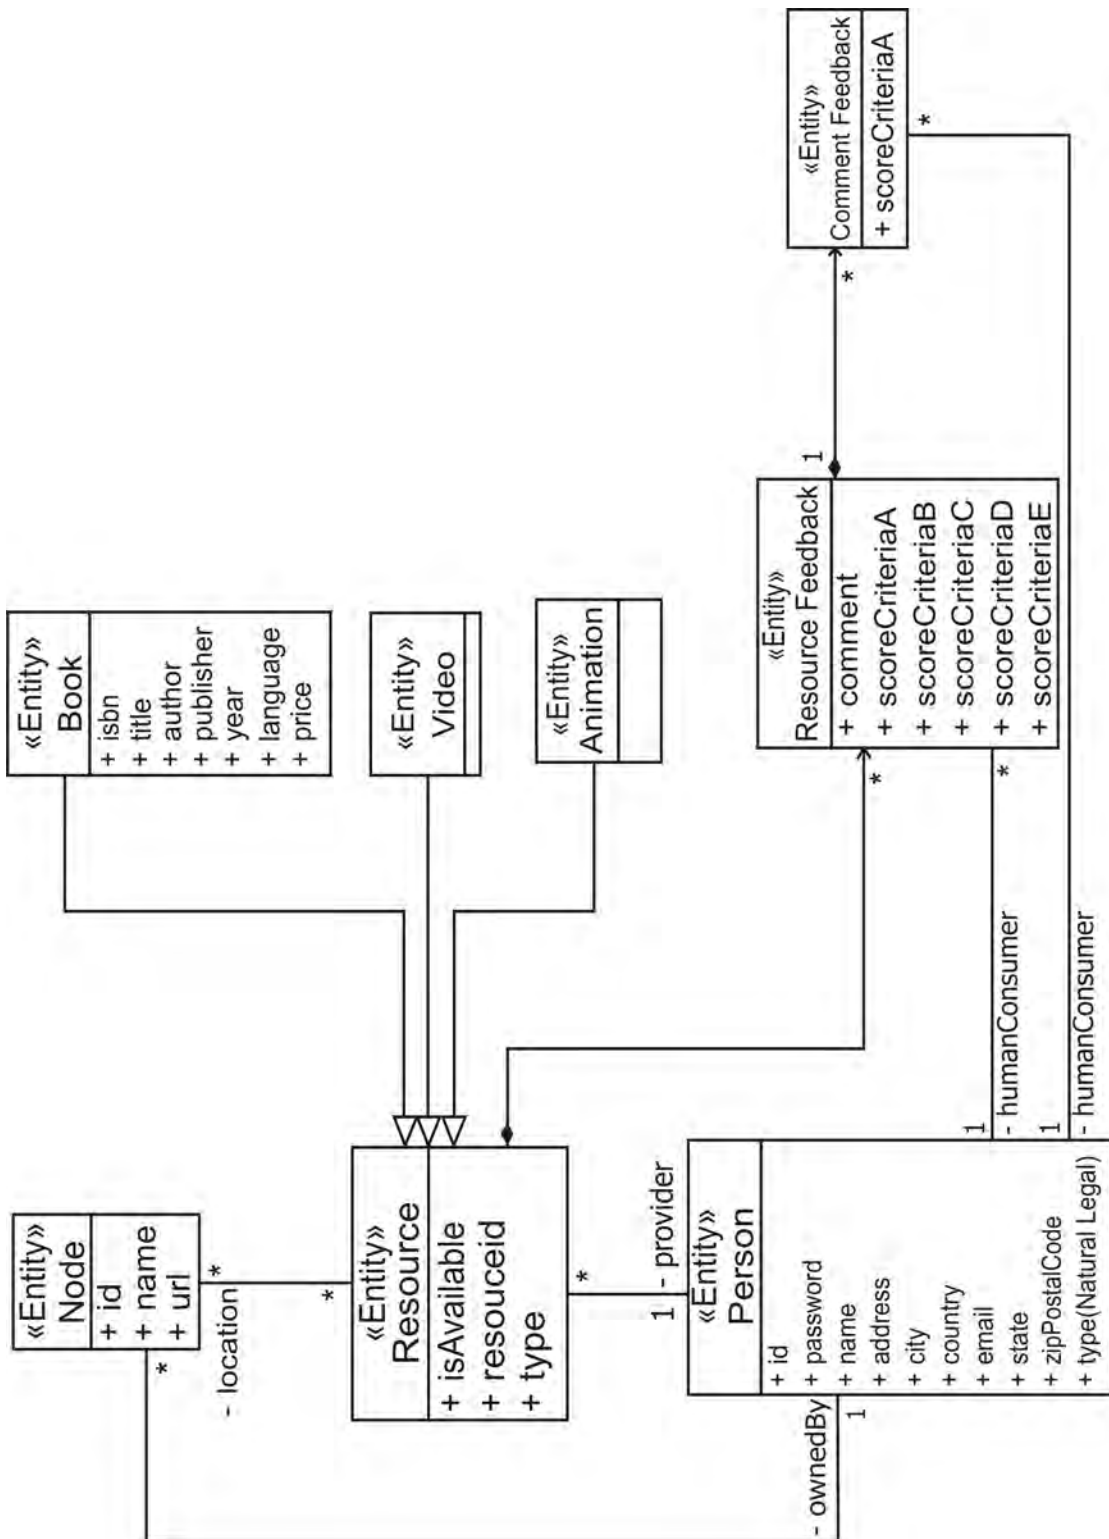 «Entity»
Node
+ id
+ name
+ url
*
- location
*
*
«Entity»
Resource
+ isAvailable
+ resouceid
+ type
*
1
- provider
«Entity»
Person
+ id
+ password
+ name
+ address
+ city
+ country
+ email
+ state
+ zipPostalCode
+ type(Natural Legal)
- ownedBy
1
1
- humanConsumer
1
- humanConsumer
«Entity»
Book
+ isbn
+ title
+ author
+ publisher
+ year
+ language
+ price
«Entity»
Video
«Entity»
Animation
«Entity»
Resource Feedback
+ comment
+ scoreCriteriaA
+ scoreCriteriaB
+ scoreCriteriaC
+ scoreCriteriaD
+ scoreCriteriaE
*
*
1
*
«Entity»
Comment Feedback
+ scoreCriteriaA
*